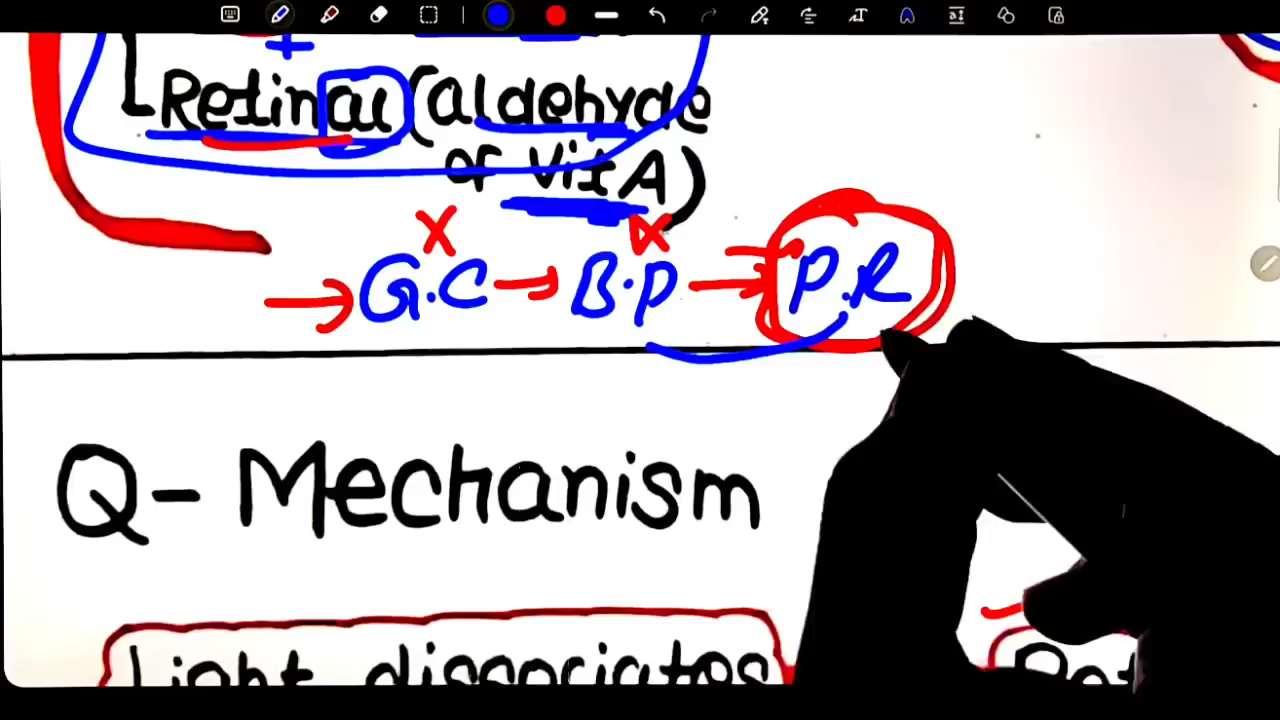 Retinal (aldehyde
of Vit A)
X X
→ G.C → B.P → P.R
Q- Mechanism
Light dissociates